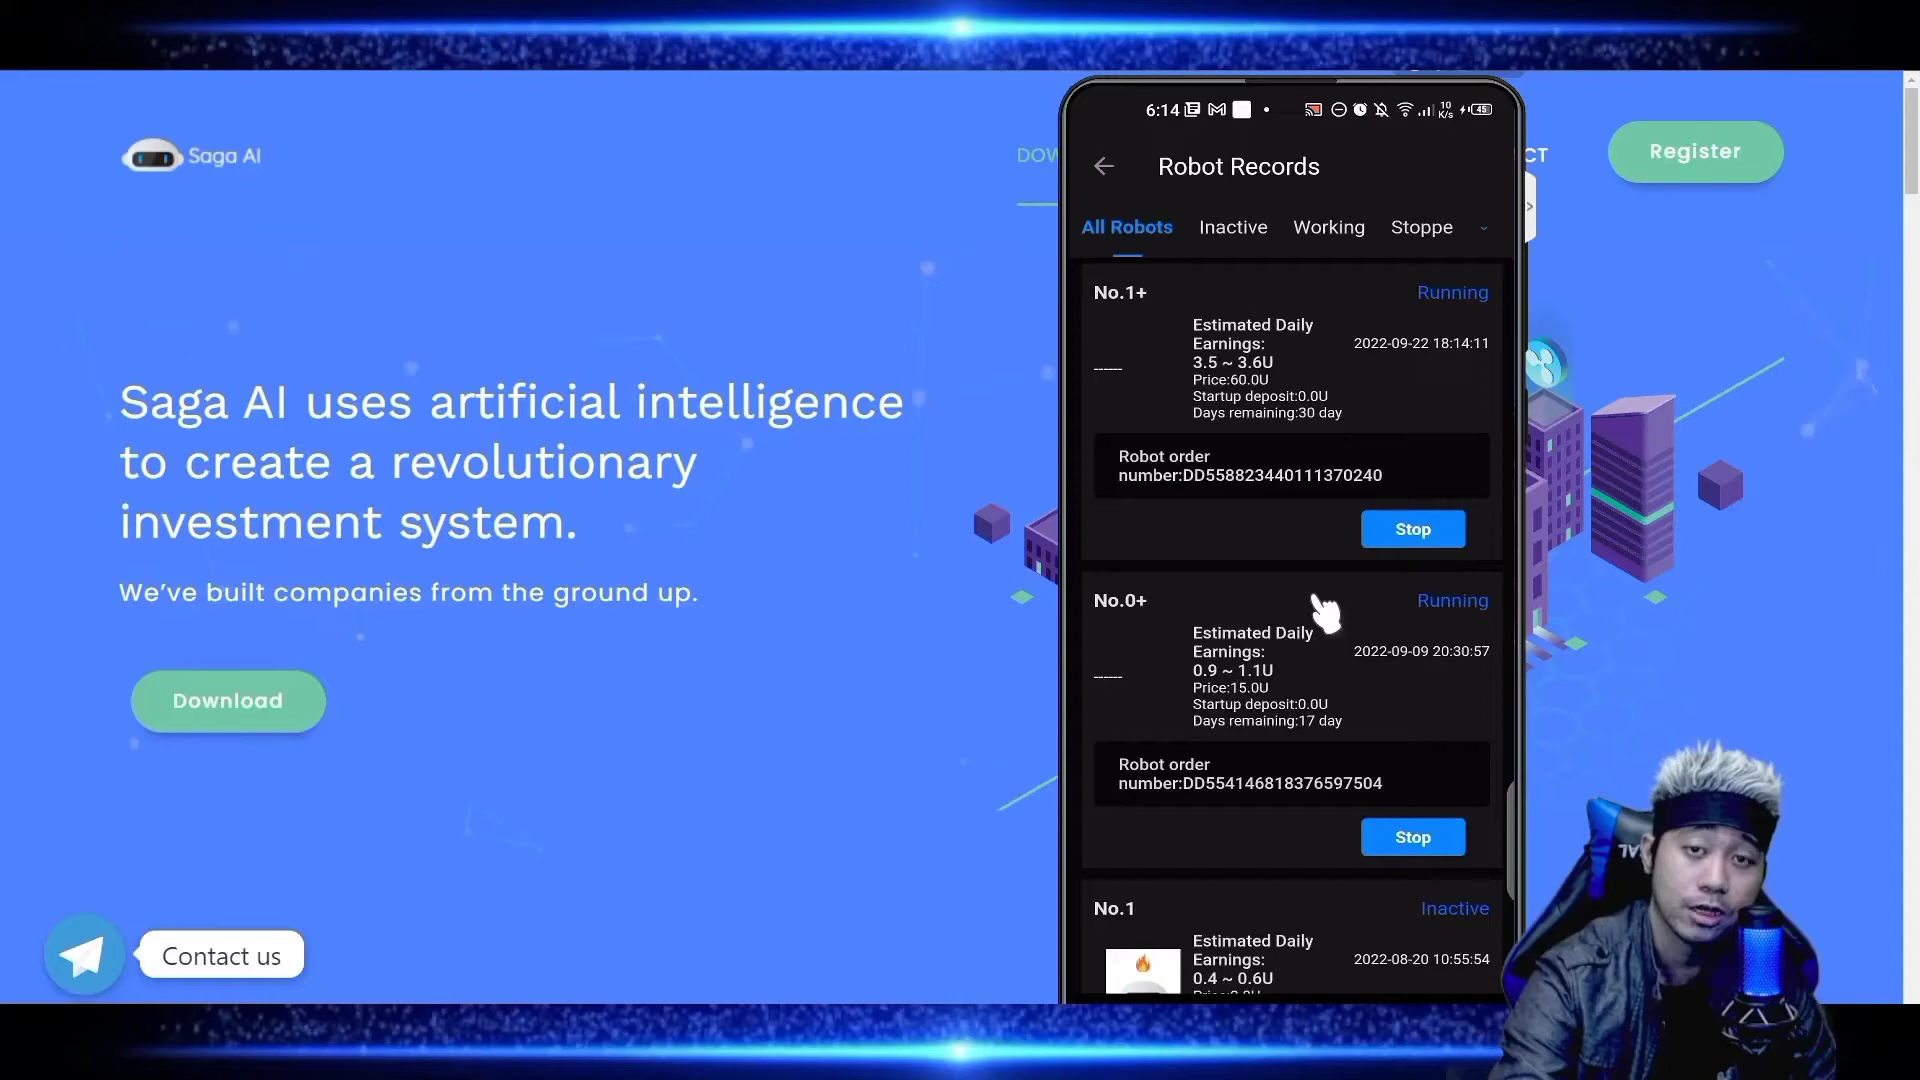 Saga AI
DOW
CT
Register
Saga AI uses artificial intelligence
to create a revolutionary
investment system.
We've built companies from the ground up.
Download
Contact us
6:14
10
K/s
45
Robot Records
All Robots
Inactive
Working
Stoppe
No.1+
Running
Estimated Daily
Earnings:
2022-09-22 18:14:11
3.5 ~ 3.6U
------
Price:60.0U
Startup deposit:0.0U
Days remaining:30 day
Robot order
number:DD558823440111370240
Stop
No.0+
Running
Estimated Daily
Earnings:
2022-09-09 20:30:57
0.9 ~ 1.1U
------
Price:15.0U
Startup deposit:0.0U
Days remaining:17 day
Robot order
number:DD554146818376597504
Stop
No.1
Inactive
Estimated Daily
Earnings:
2022-08-20 10:55:54
0.4 ~ 0.6U